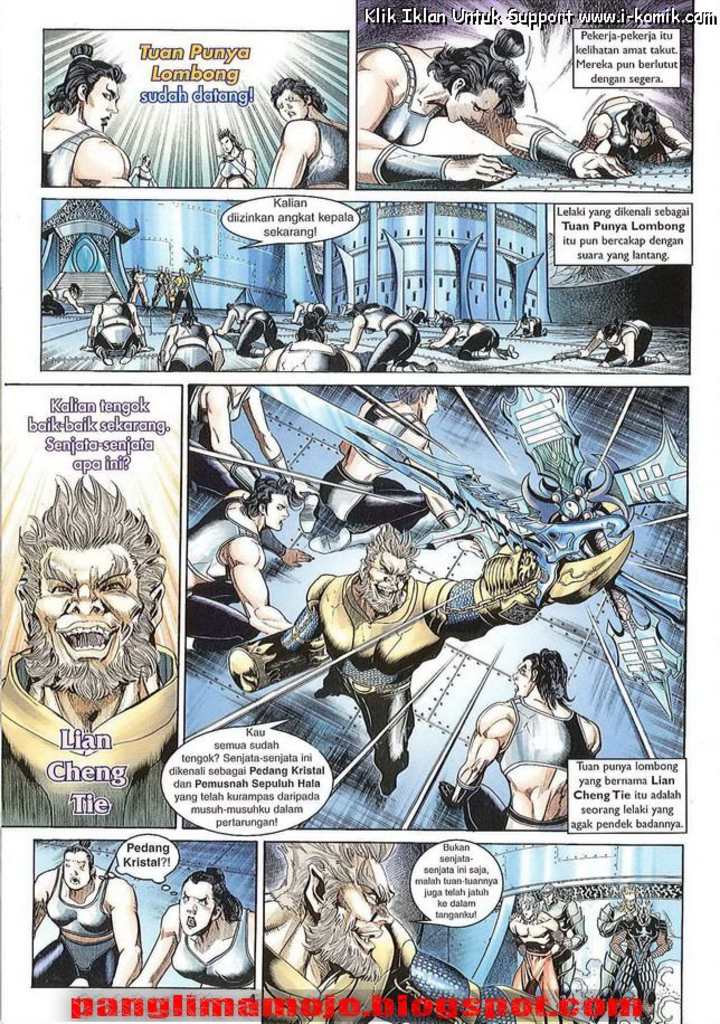 Klik Iklan Untuk Support www.i-komik.com
Tuan Punya
Lombong
sudah datang!
Pekerja-pekerja itu
kelihatan amat takut.
Mereka pun berlutut
dengan segera.
Kalian
diizinkan angkat kepala
sekarang!
Lelaki yang dikenali sebagai
Tuan Punya Lombong
itu pun bercakap dengan
suara yang lantang.
Kalian tengok
baik-baik sekarang.
Senjata-senjata
apa ini?
Lian
Cheng
Tie
Kau
semua sudah
tengok? Senjata-senjata ini
dikenali sebagai Pedang Kristal
dan Pemusnah Sepuluh Hala
yang telah kurampas daripada
musuh-musuhku dalam
pertarungan!
Tuan punya lombong
yang bernama Lian
Cheng Tie itu adalah
seorang lelaki yang
agak pendek badannya.
Pedang
Kristal?!
Bukan
senjata-
senjata ini saja,
malah tuan-tuannya
juga telah jatuh
ke dalam
tanganku!
panglimamojo.blogspot.com